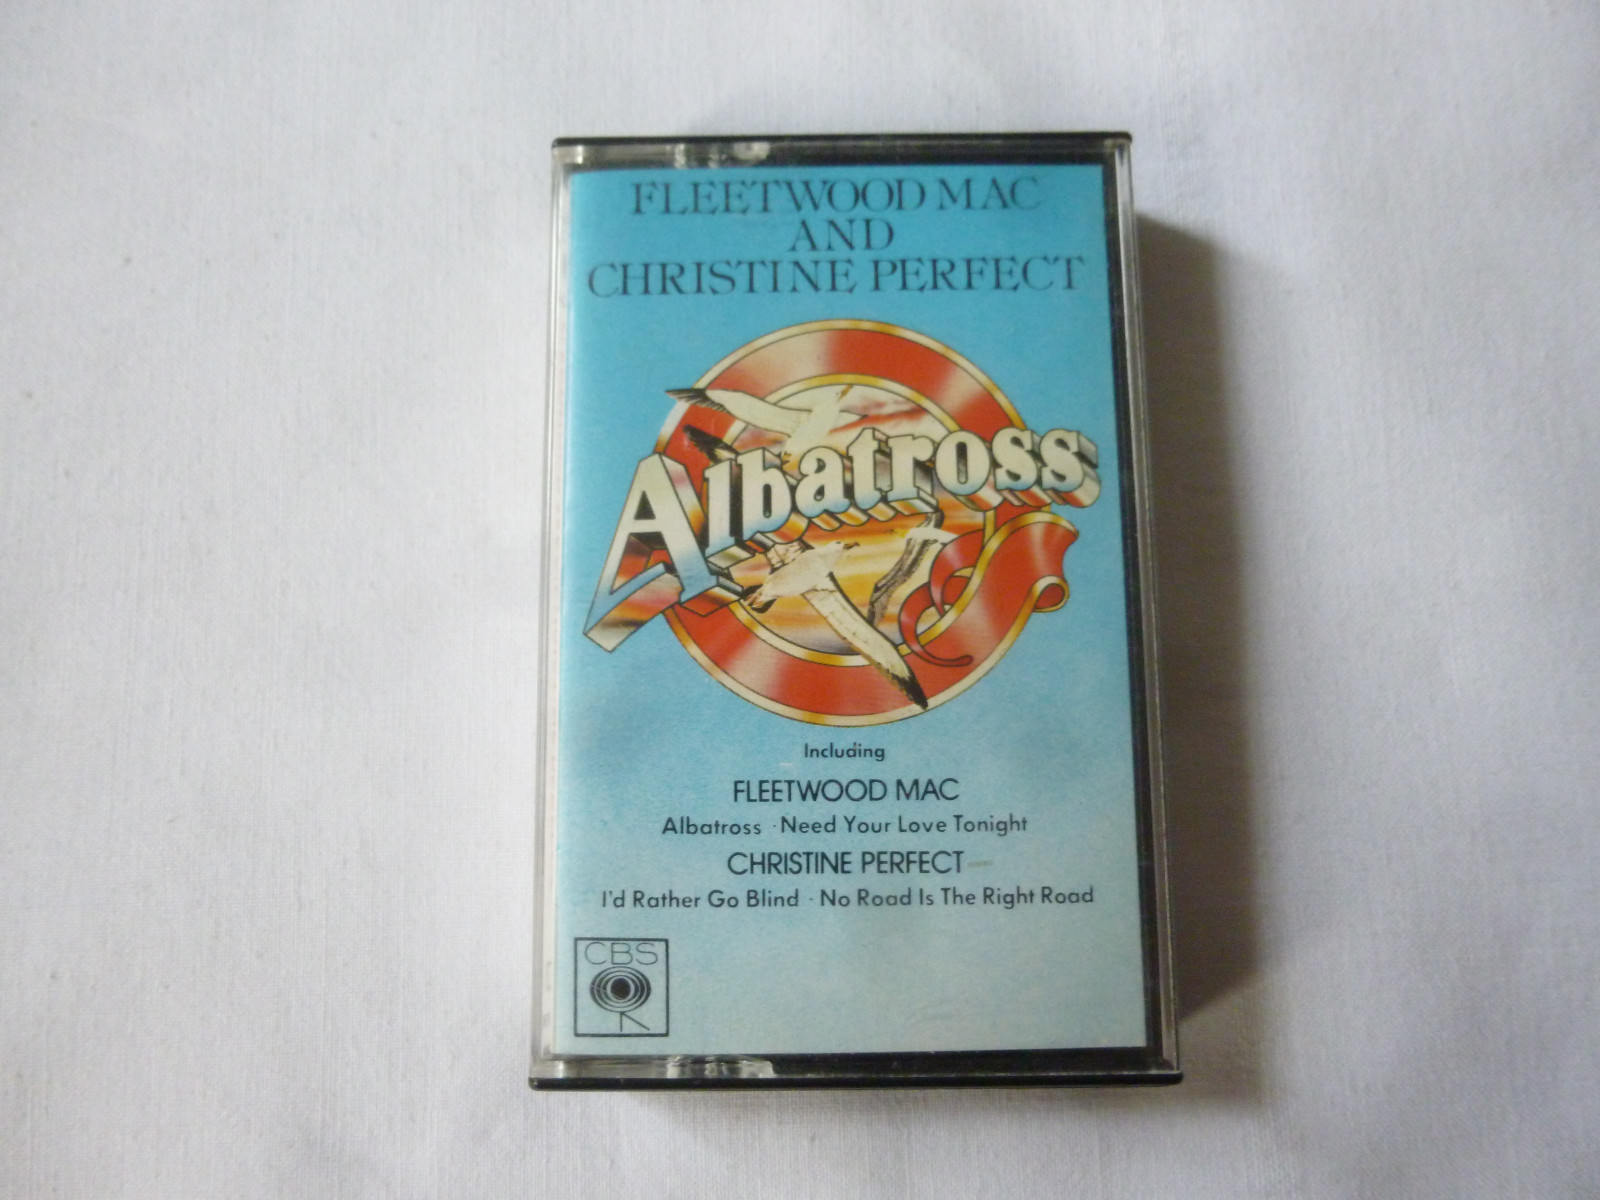 FLEETWOOD MAC
AND
CHRISTINE PERFECT
Albatross
Including
FLEETWOOD MAC
Albatross · Need Your Love Tonight
CHRISTINE PERFECT
I'd Rather Go Blind · No Road Is The Right Road
CBS